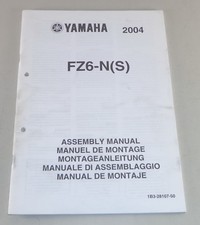 YAMAHA 2004
FZ6-N(S)
ASSEMBLY MANUAL
MANUEL DE MONTAGE
MONTAGEANLEITUNG
MANUALE DI ASSEMBLAGGIO
MANUAL DE MONTAJE